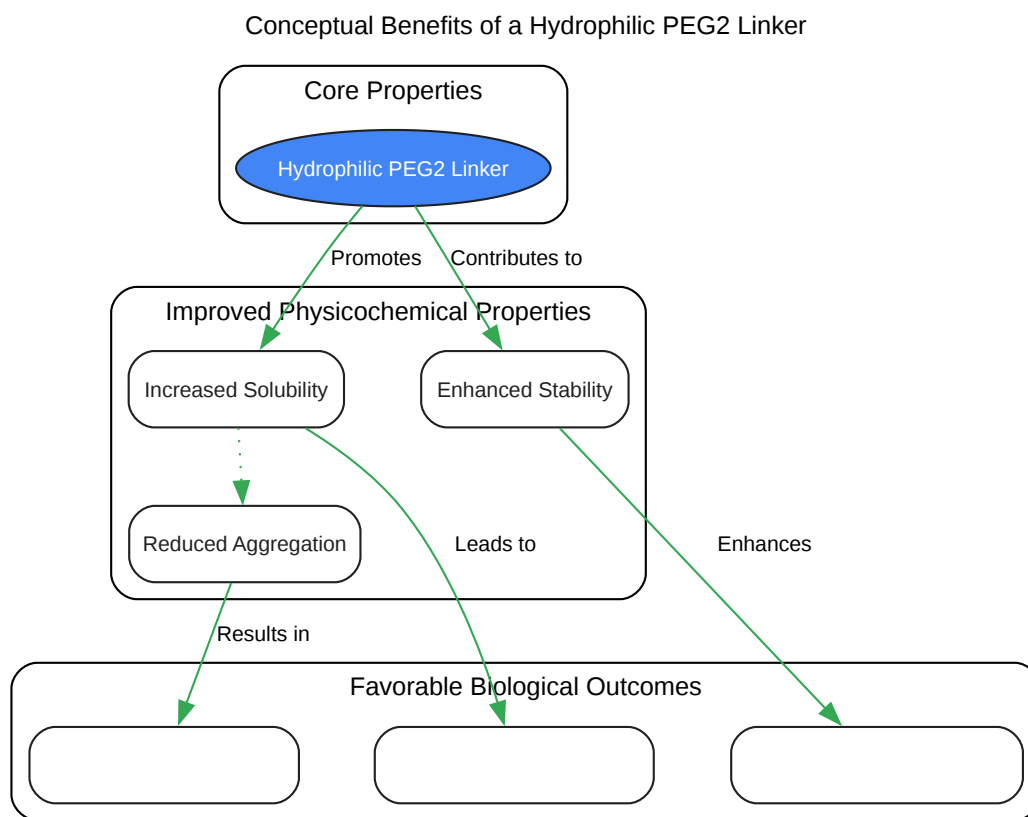 Conceptual Benefits of a Hydrophilic PEG2 Linker
Core Properties
Hydrophilic PEG2 Linker
Promotes
Contributes to
Improved Physicochemical Properties
Increased Solubility
Enhanced Stability
Reduced Aggregation
Leads to
Enhances
Results in
Favorable Biological Outcomes